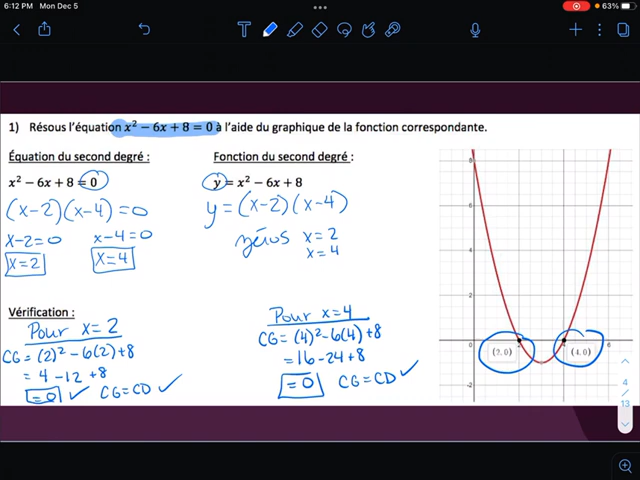 6:12 PM Mon Dec 5
63%
1) Résous l'équation x² − 6x + 8 = 0 à l'aide du graphique de la fonction correspondante.
Équation du second degré : Fonction du second degré :
x² − 6x + 8 = 0 y = x² − 6x + 8
(x-2)(x-4)=0 y = (x-2)(x-4)
x-2=0 x-4=0 zéros x=2
x=2 x=4 x=4
Vérification :
Pour x=2 Pour x=4
CG=(2)²-6(2)+8 CG=(4)²-6(4)+8
=4-12+8 =16-24+8
=0 ✓ CG=CD ✓ =0 CG=CD ✓
8
6
4
2
0 6
(2, 0) (4, 0)
-2
4
/
13